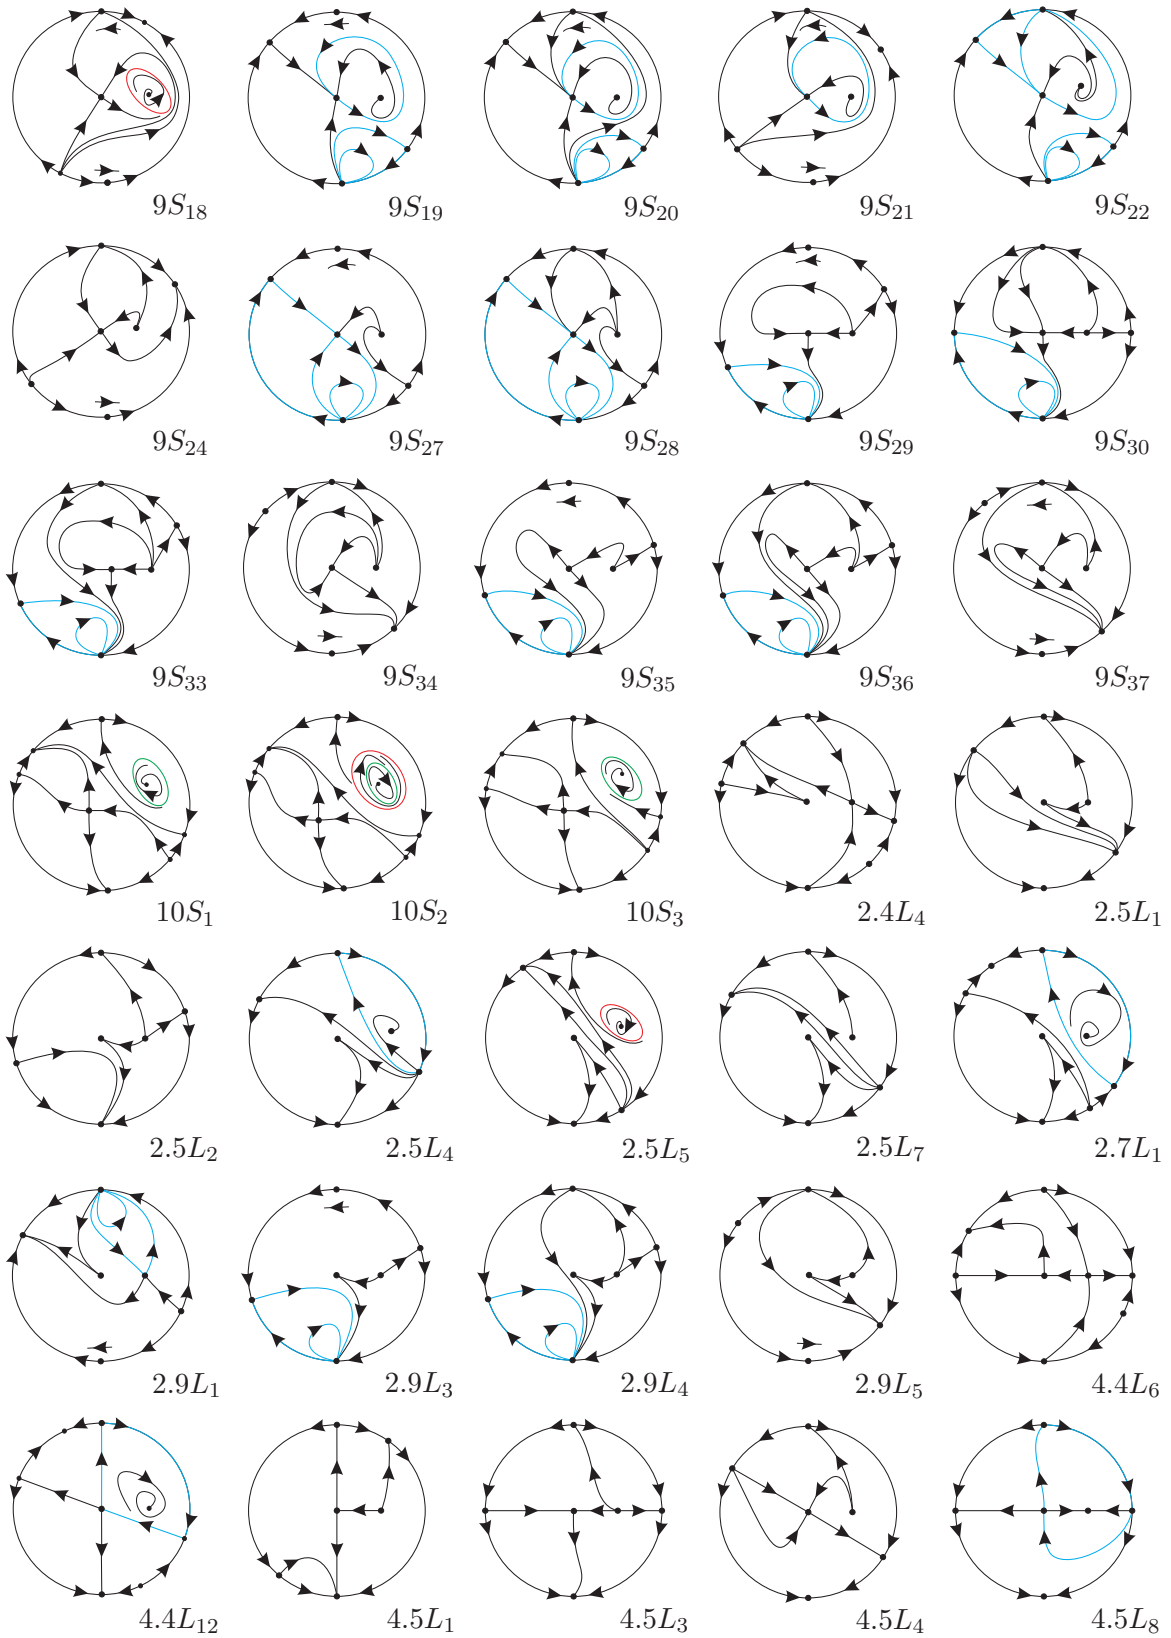 9S₁₈ 9S₁₉ 9S₂₀ 9S₂₁ 9S₂₂
9S₂₄ 9S₂₇ 9S₂₈ 9S₂₉ 9S₃₀
9S₃₃ 9S₃₄ 9S₃₅ 9S₃₆ 9S₃₇
10S₁ 10S₂ 10S₃ 2.4L₄ 2.5L₁
2.5L₂ 2.5L₄ 2.5L₅ 2.5L₇ 2.7L₁
2.9L₁ 2.9L₃ 2.9L₄ 2.9L₅ 4.4L₆
4.4L₁₂ 4.5L₁ 4.5L₃ 4.5L₄ 4.5L₈